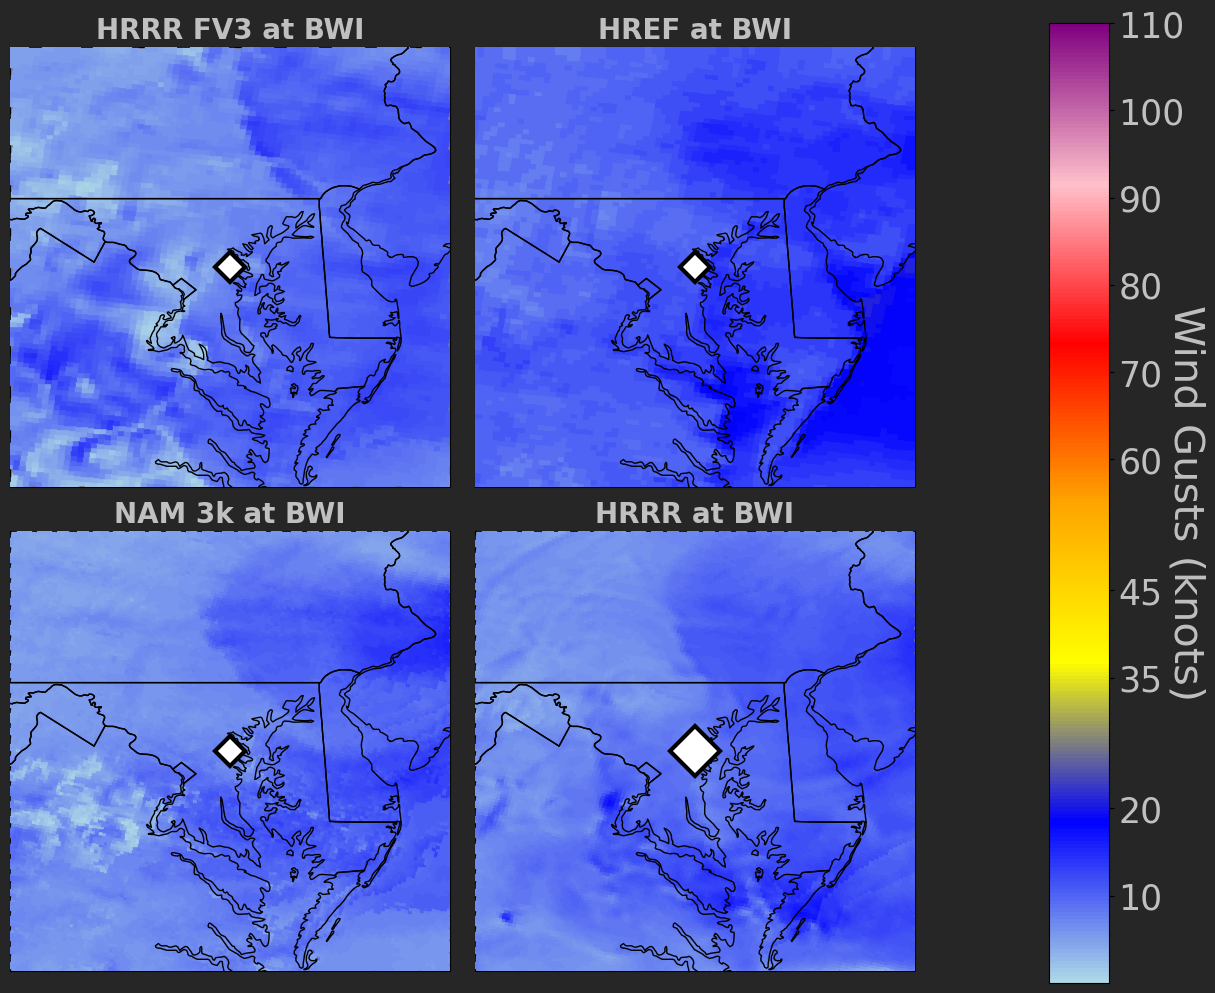 HRRR FV3 at BWI
HREF at BWI
NAM 3k at BWI
HRRR at BWI
110
100
90
80
70
60
45
35
20
10
Wind Gusts (knots)